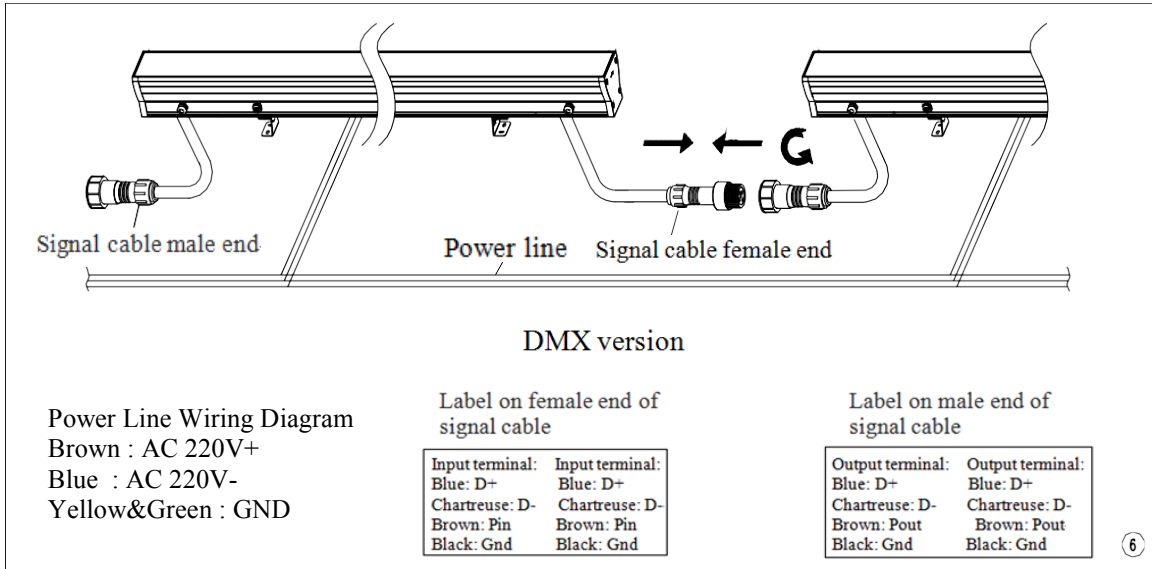 Signal cable male end
Power line
Signal cable female end
DMX version
Power Line Wiring Diagram
Brown : AC 220V+
Blue : AC 220V-
Yellow&Green : GND
Label on female end of
signal cable
Input terminal: Input terminal:
Blue: D+ Blue: D+
Chartreuse: D- Chartreuse: D-
Brown: Pin Brown: Pin
Black: Gnd Black: Gnd
Label on male end of
signal cable
Output terminal: Output terminal:
Blue: D+ Blue: D+
Chartreuse: D- Chartreuse: D-
Brown: Pout Brown: Pout
Black: Gnd Black: Gnd
6